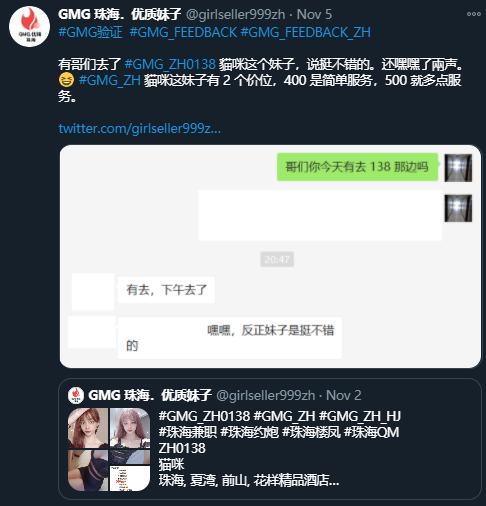 GMG 珠海。优质妹子 @girlseller999zh · Nov 5
#GMG验证 #GMG_FEEDBACK #GMG_FEEDBACK_ZH
有哥们去了 #GMG_ZH0138 貓咪这个妹子，说挺不错的。还嘿嘿了兩声。
😆 #GMG_ZH 貓咪这妹子有 2 个价位，400 是简单服务，500 就多点服
务。
twitter.com/girlseller999z...
哥们你今天有去 138 那边吗
20:47
有去，下午去了
嘿嘿，反正妹子是挺不错
的
GMG 珠海。优质妹子 @girlseller999zh · Nov 2
#GMG_ZH0138 #GMG_ZH #GMG_ZH_HJ
#珠海兼职 #珠海约炮 #珠海楼凤 #珠海QM
ZH0138
猫咪
珠海, 夏湾, 前山, 花样精品酒店...